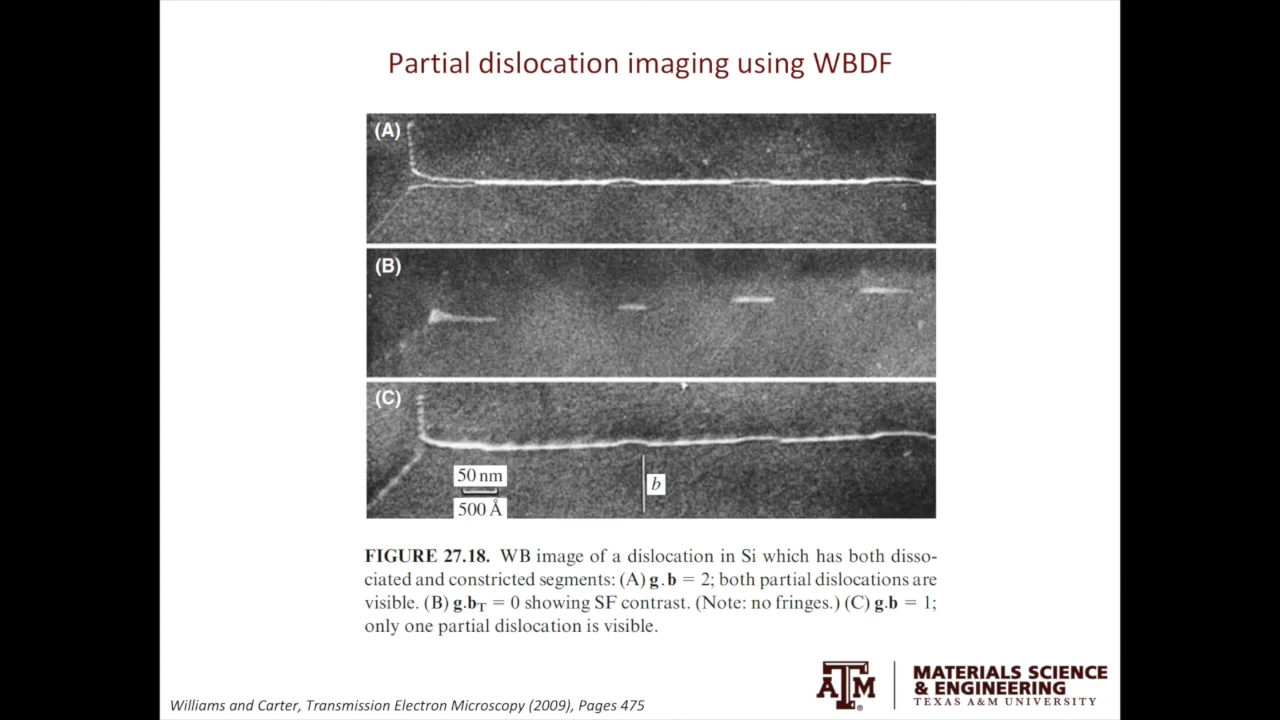 Partial dislocation imaging using WBDF
(A)
(B)
(C)
50 nm
500 Å
b
FIGURE 27.18. WB image of a dislocation in Si which has both disso-
ciated and constricted segments: (A) g.b = 2; both partial dislocations are
visible. (B) g.bT = 0 showing SF contrast. (Note: no fringes.) (C) g.b = 1;
only one partial dislocation is visible.
Williams and Carter, Transmission Electron Microscopy (2009), Pages 475
ATM
MATERIALS SCIENCE
& ENGINEERING
TEXAS A&M UNIVERSITY